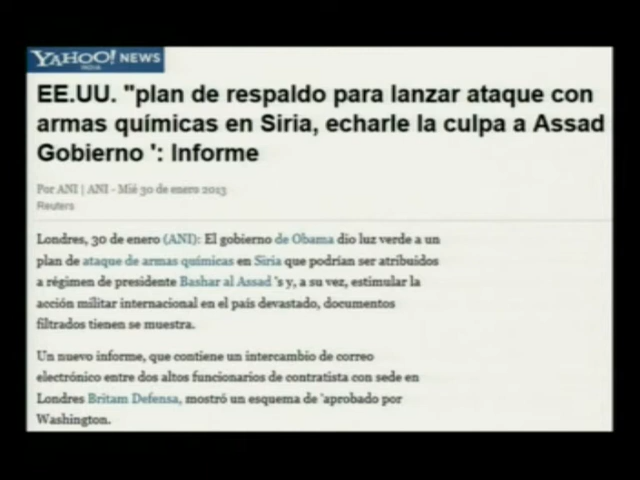 YAHOO! NEWS
INDIA
EE.UU. "plan de respaldo para lanzar ataque con
armas químicas en Siria, echarle la culpa a Assad
Gobierno ': Informe
Por ANI | ANI - Mié 30 de enero 2013
Reuters
Londres, 30 de enero (ANI): El gobierno de Obama dio luz verde a un
plan de ataque de armas químicas en Siria que podrían ser atribuidos
a régimen de presidente Bashar al Assad 's y, a su vez, estimular la
acción militar internacional en el país devastado, documentos
filtrados tienen se muestra.
Un nuevo informe, que contiene un intercambio de correo
electrónico entre dos altos funcionarios de contratista con sede en
Londres Britam Defensa, mostró un esquema de 'aprobado por
Washington.